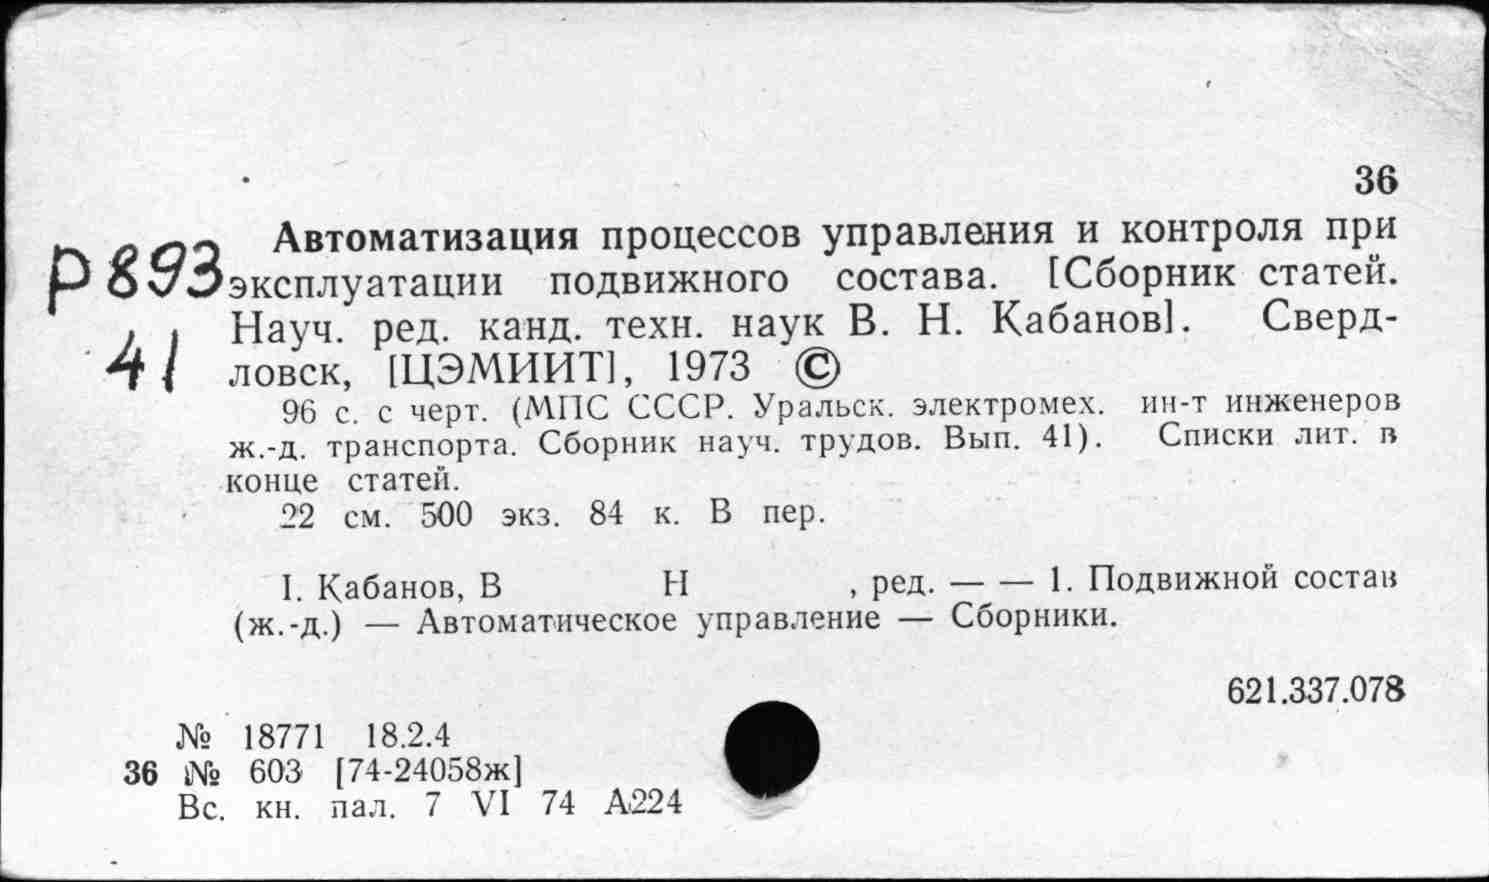 36
Р893
41
Автоматизация процессов управления и контроля при
эксплуатации подвижного состава. [Сборник статей.
Науч. ред. канд. техн. наук В. Н. Кабанов]. Сверд-
ловск, [ЦЭМИИТ], 1973 ©
96 с. с черт. (МПС СССР. Уральск. электромех. ин-т инженеров
ж.-д. транспорта. Сборник науч. трудов. Вып. 41). Списки лит. в
конце статей.
22 см. 500 экз. 84 к. В пер.
I. Кабанов, В Н , ред. — — 1. Подвижной состав
(ж.-д.) — Автоматическое управление — Сборники.
621.337.078
№ 18771 18.2.4
36 № 603 [74-24058ж]
Вс. кн. пал. 7 VI 74 А224